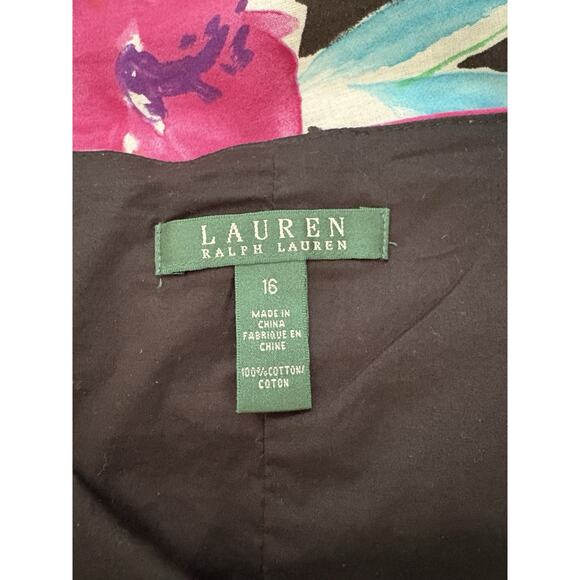 LAUREN
RALPH LAUREN
16
MADE IN
CHINA
FABRIQUE EN
CHINE
100%COTTON/
COTON